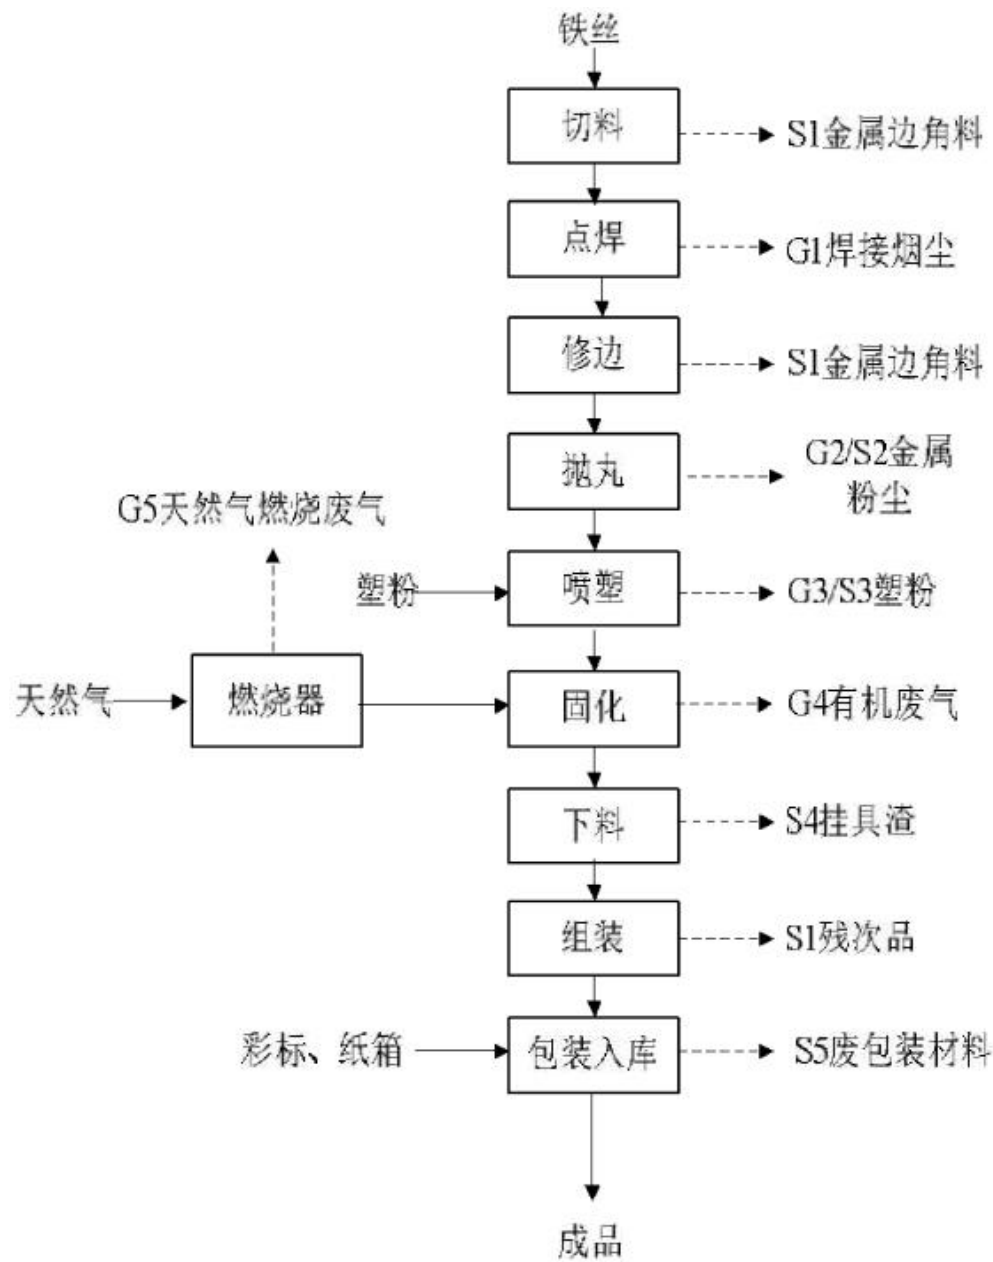 铁丝
切料
S1金属边角料
点焊
G1焊接烟尘
修边
S1金属边角料
抛丸
G2/S2金属
粉尘
G5天然气燃烧废气
塑粉
喷塑
G3/S3塑粉
天然气
燃烧器
固化
G4有机废气
下料
S4挂具渣
组装
S1残次品
彩标、纸箱
包装入库
S5废包装材料
成品